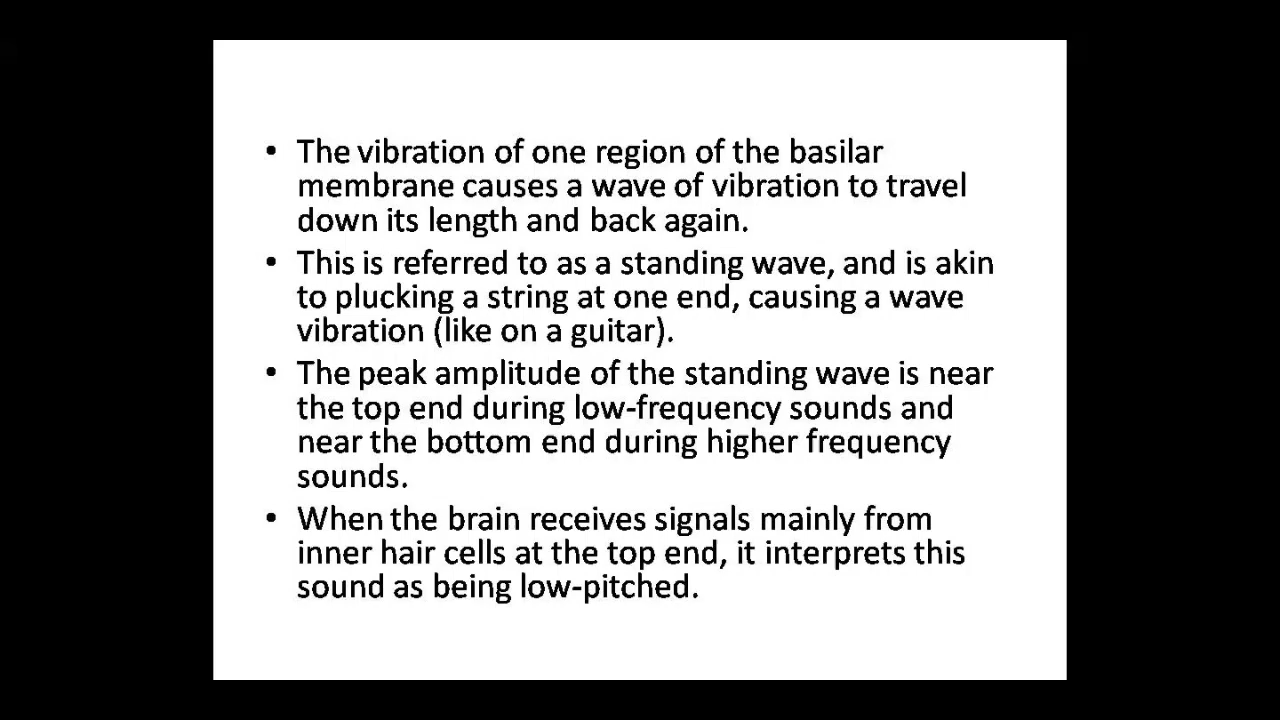 • The vibration of one region of the basilar
membrane causes a wave of vibration to travel
down its length and back again.
• This is referred to as a standing wave, and is akin
to plucking a string at one end, causing a wave
vibration (like on a guitar).
• The peak amplitude of the standing wave is near
the top end during low-frequency sounds and
near the bottom end during higher frequency
sounds.
• When the brain receives signals mainly from
inner hair cells at the top end, it interprets this
sound as being low-pitched.